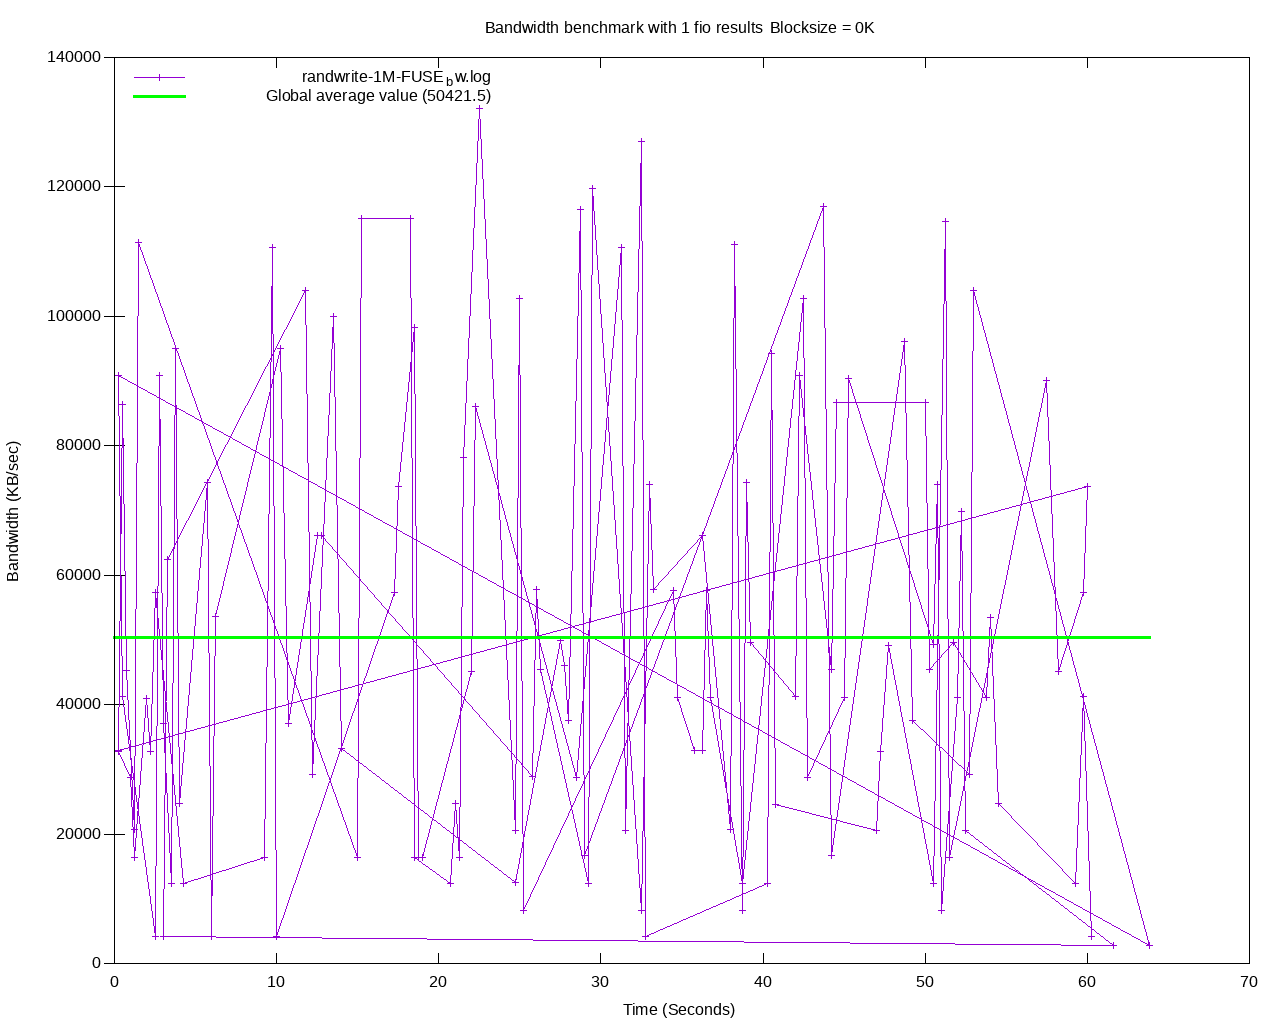 Bandwidth benchmark with 1 fio results Blocksize = 0K
140000
randwrite-1M-FUSE_bw.log
Global average value (50421.5)
120000
100000
80000
60000
40000
20000
0
Bandwidth (KB/sec)
0 10 20 30 40 50 60 70
Time (Seconds)